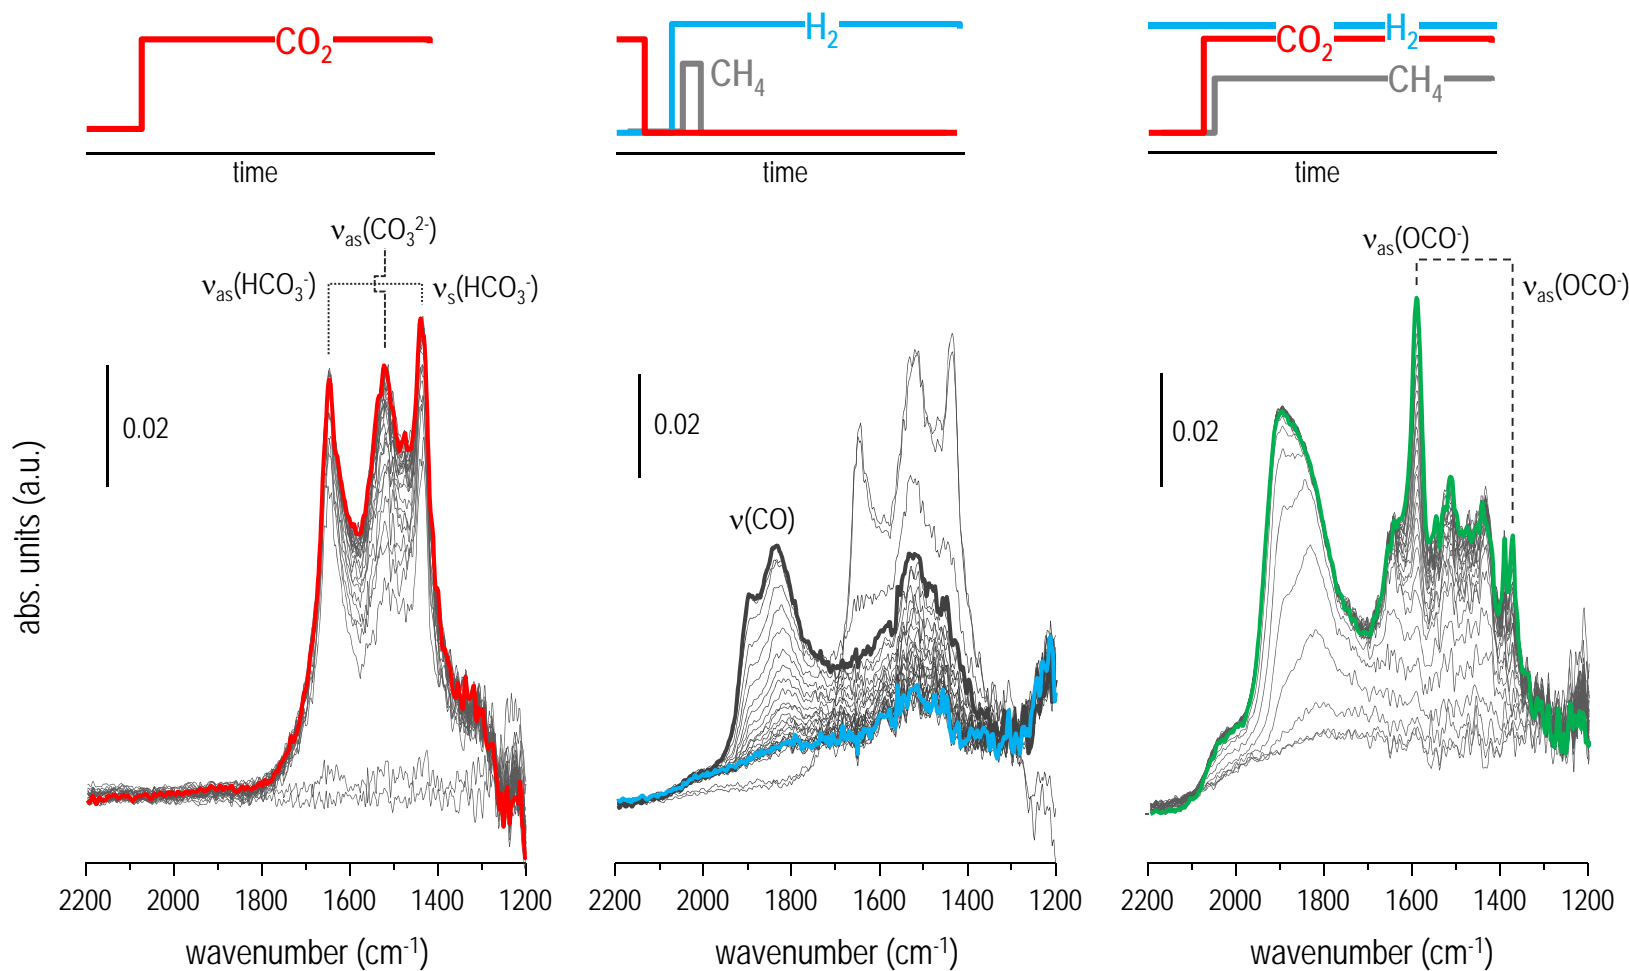 CO₂
time
H₂
CH₄
time
H₂
CO₂
CH₄
time
abs. units (a.u.)
νas(CO₃²⁻)
νas(HCO₃⁻)
νs(HCO₃⁻)
0.02
2200 2000 1800 1600 1400 1200
wavenumber (cm⁻¹)
0.02
ν(CO)
2200 2000 1800 1600 1400 1200
wavenumber (cm⁻¹)
νas(OCO⁻)
νas(OCO⁻)
0.02
2200 2000 1800 1600 1400 1200
wavenumber (cm⁻¹)